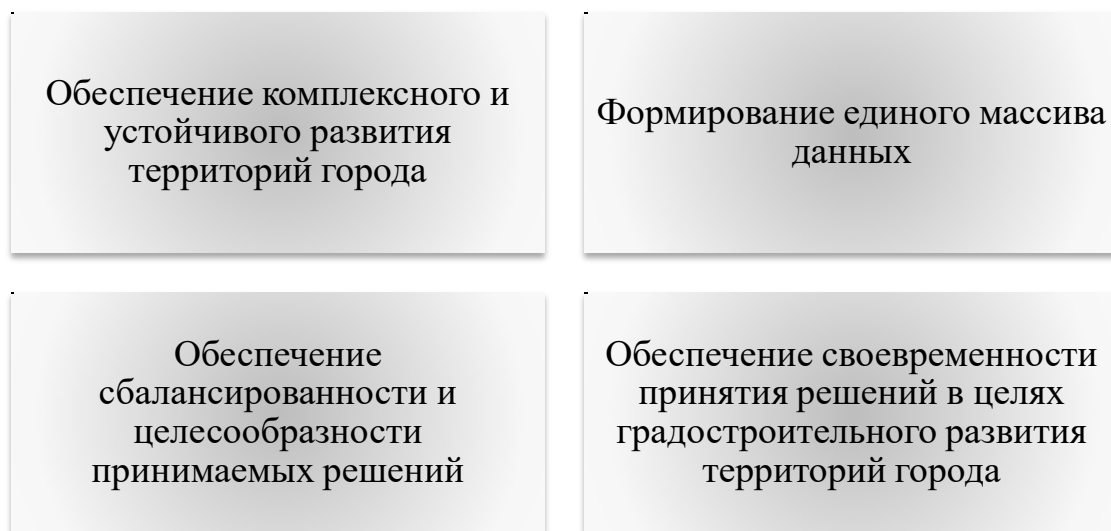 Обеспечение комплексного и
устойчивого развития
территорий города
Формирование единого массива
данных
Обеспечение
сбалансированности и
целесообразности
принимаемых решений
Обеспечение своевременности
принятия решений в целях
градостроительного развития
территорий города